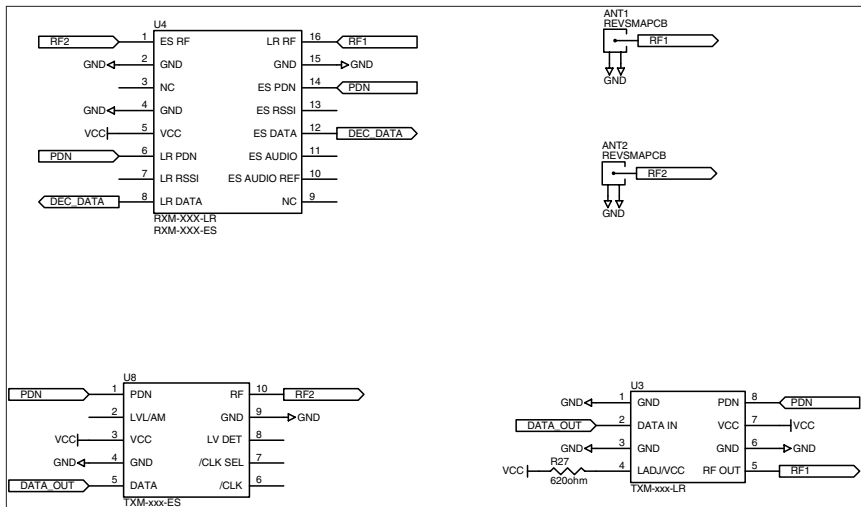 U4
RF2 1 ES RF LR RF 16 RF1
GND 2 GND GND 15 GND
3 NC ES PDN 14 PDN
GND 4 GND ES RSSI 13
VCC 5 VCC ES DATA 12 DEC_DATA
PDN 6 LR PDN ES AUDIO 11
7 LR RSSI ES AUDIO REF 10
DEC_DATA 8 LR DATA NC 9
RXM-XXX-LR
RXM-XXX-ES
ANT1
REVSMAPCB
RF1
GND
ANT2
REVSMAPCB
RF2
GND
U8
PDN 1 PDN RF 10 RF2
2 LVL/AM GND 9 GND
VCC 3 VCC LV DET 8
GND 4 GND /CLK SEL 7
DATA_OUT 5 DATA /CLK 6
TXM-xxx-ES
U3
GND 1 GND PDN 8 PDN
DATA_OUT 2 DATA IN VCC 7 VCC
GND 3 GND GND 6 GND
VCC R27 4 LADJ/VCC RF OUT 5 RF1
620ohm
TXM-xxx-LR